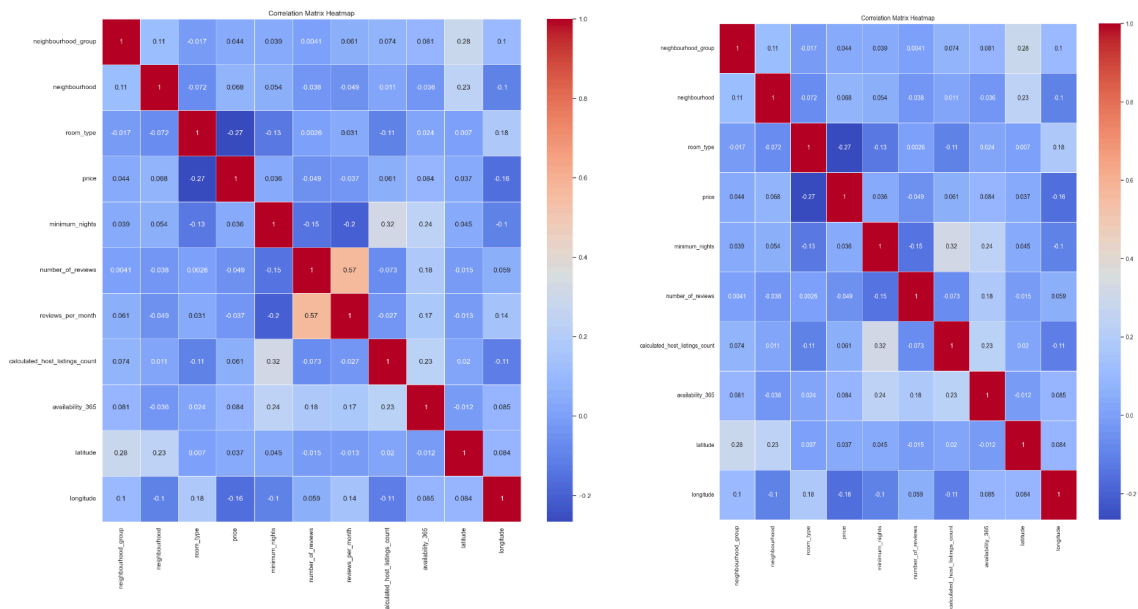 Correlation Matrix Heatmap
neighbourhood_group 1 0.11 -0.017 0.044 0.039 0.0041 0.061 0.074 0.081 0.28 0.1
neighbourhood 0.11 1 -0.072 0.068 0.054 -0.038 -0.049 0.011 -0.036 0.23 -0.1
room_type -0.017 -0.072 1 -0.27 -0.13 0.0026 0.031 -0.11 0.024 0.007 0.18
price 0.044 0.068 -0.27 1 0.036 -0.049 -0.037 0.061 0.084 0.037 -0.16
minimum_nights 0.039 0.054 -0.13 0.036 1 -0.15 -0.2 0.32 0.24 0.045 -0.1
number_of_reviews 0.0041 -0.038 0.0026 -0.049 -0.15 1 0.57 -0.073 0.18 -0.015 0.059
reviews_per_month 0.061 -0.049 0.031 -0.037 -0.2 0.57 1 -0.027 0.17 -0.013 0.14
calculated_host_listings_count 0.074 0.011 -0.11 0.061 0.32 -0.073 -0.027 1 0.23 0.02 -0.11
availability_365 0.081 -0.036 0.024 0.084 0.24 0.18 0.17 0.23 1 -0.012 0.085
latitude 0.28 0.23 0.007 0.037 0.045 -0.015 -0.013 0.02 -0.012 1 0.084
longitude 0.1 -0.1 0.18 -0.16 -0.1 0.059 0.14 -0.11 0.085 0.084 1
neighbourhood_group neighbourhood room_type price minimum_nights number_of_reviews reviews_per_month alculated_host_listings_count availability_365 latitude longitude
1.0
0.8
0.6
0.4
0.2
0.0
-0.2
Correlation Matrix Heatmap
neighbourhood_group 1 0.11 -0.017 0.044 0.039 0.0041 0.074 0.081 0.28 0.1
neighbourhood 0.11 1 -0.072 0.068 0.054 -0.038 0.011 -0.036 0.23 -0.1
room_type -0.017 -0.072 1 -0.27 -0.13 0.0026 -0.11 0.024 0.007 0.18
price 0.044 0.068 -0.27 1 0.036 -0.049 0.061 0.084 0.037 -0.16
minimum_nights 0.039 0.054 -0.13 0.036 1 -0.15 0.32 0.24 0.045 -0.1
number_of_reviews 0.0041 -0.038 0.0026 -0.049 -0.15 1 -0.073 0.18 -0.015 0.059
calculated_host_listings_count 0.074 0.011 -0.11 0.061 0.32 -0.073 1 0.23 0.02 -0.11
availability_365 0.081 -0.036 0.024 0.084 0.24 0.18 0.23 1 -0.012 0.085
latitude 0.28 0.23 0.007 0.037 0.045 -0.015 0.02 -0.012 1 0.084
longitude 0.1 -0.1 0.18 -0.16 -0.1 0.059 -0.11 0.085 0.084 1
neighbourhood_group neighbourhood room_type price minimum_nights number_of_reviews calculated_host_listings_count availability_365 latitude longitude
1.0
0.8
0.6
0.4
0.2
0.0
-0.2